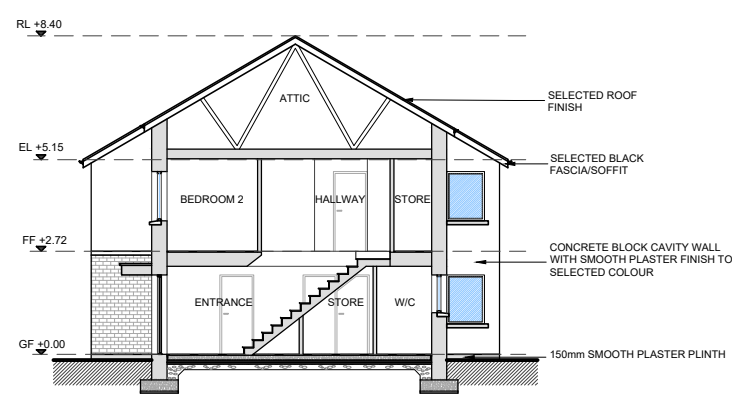 RL +8.40
ATTIC
SELECTED ROOF
FINISH
EL +5.15
SELECTED BLACK
FASCIA/SOFFIT
BEDROOM 2
HALLWAY
STORE
FF +2.72
CONCRETE BLOCK CAVITY WALL
WITH SMOOTH PLASTER FINISH TO
SELECTED COLOUR
ENTRANCE
STORE
W/C
GF +0.00
150mm SMOOTH PLASTER PLINTH